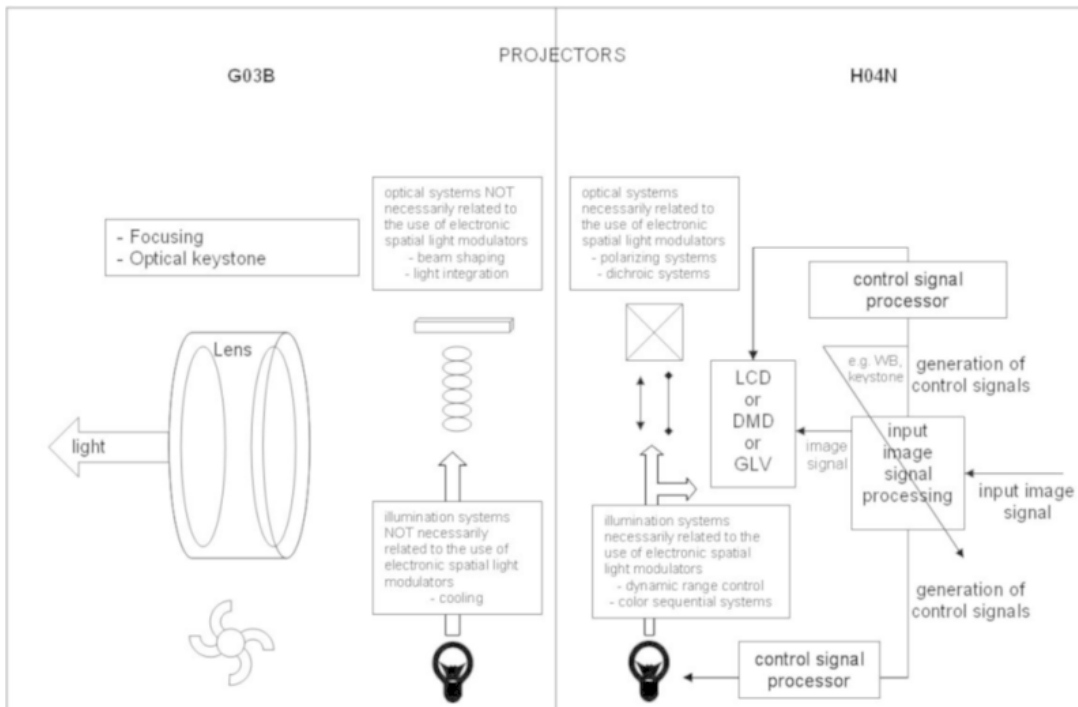 PROJECTORS
G03B
H04N
- Focusing
- Optical keystone
optical systems NOT
necessarily related to
the use of electronic
spatial light modulators
- beam shaping
- light integration
optical systems
necessarily related to
the use of electronic
spatial light modulators
- polarizing systems
- dichroic systems
control signal
processor
Lens
e.g. WB,
keystone
generation of
control signals
LCD
or
DMD
or
GLV
image
signal
input
image
signal
processing
input image
signal
light
illumination systems
NOT necessarily
related to the use of
electronic spatial light
modulators
- cooling
illumination systems
necessarily related to the
use of electronic spatial
light modulators
- dynamic range control
- color sequential systems
generation of
control signals
control signal
processor